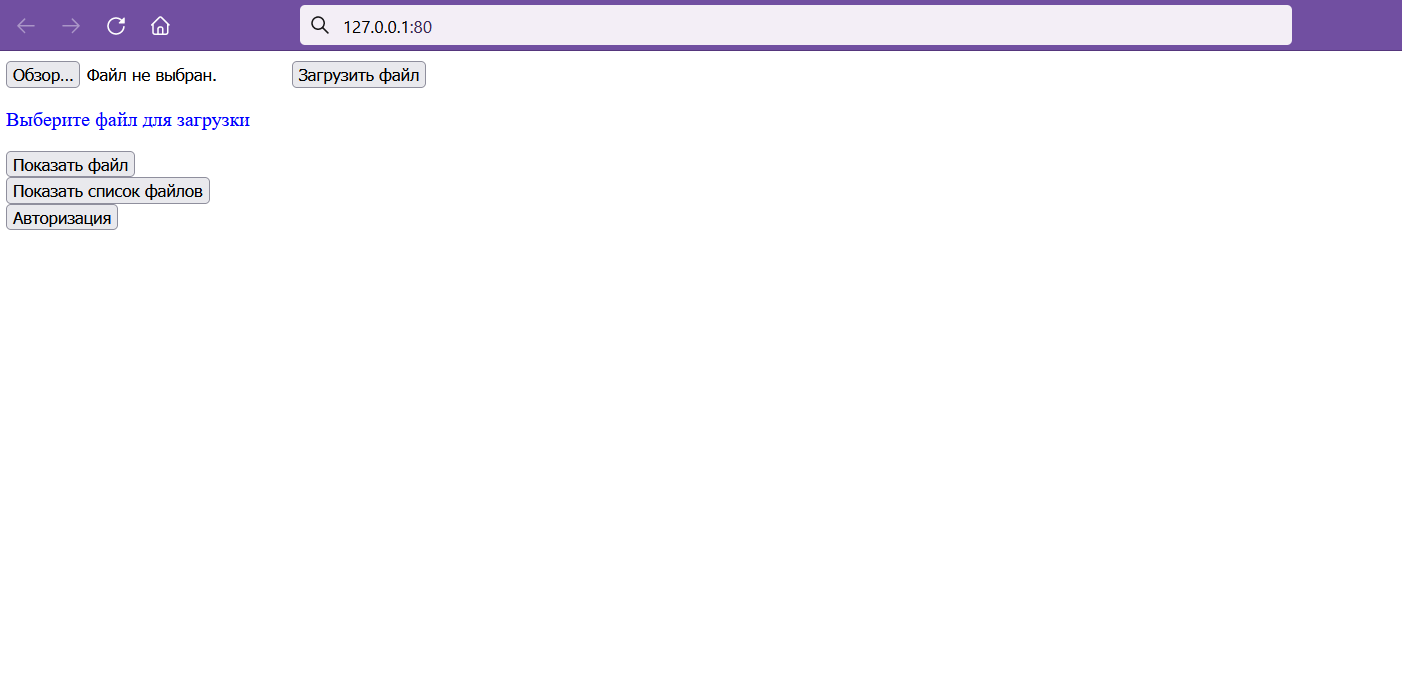 127.0.0.1:80
Обзор... Файл не выбран. Загрузить файл
Выберите файл для загрузки
Показать файл
Показать список файлов
Авторизация